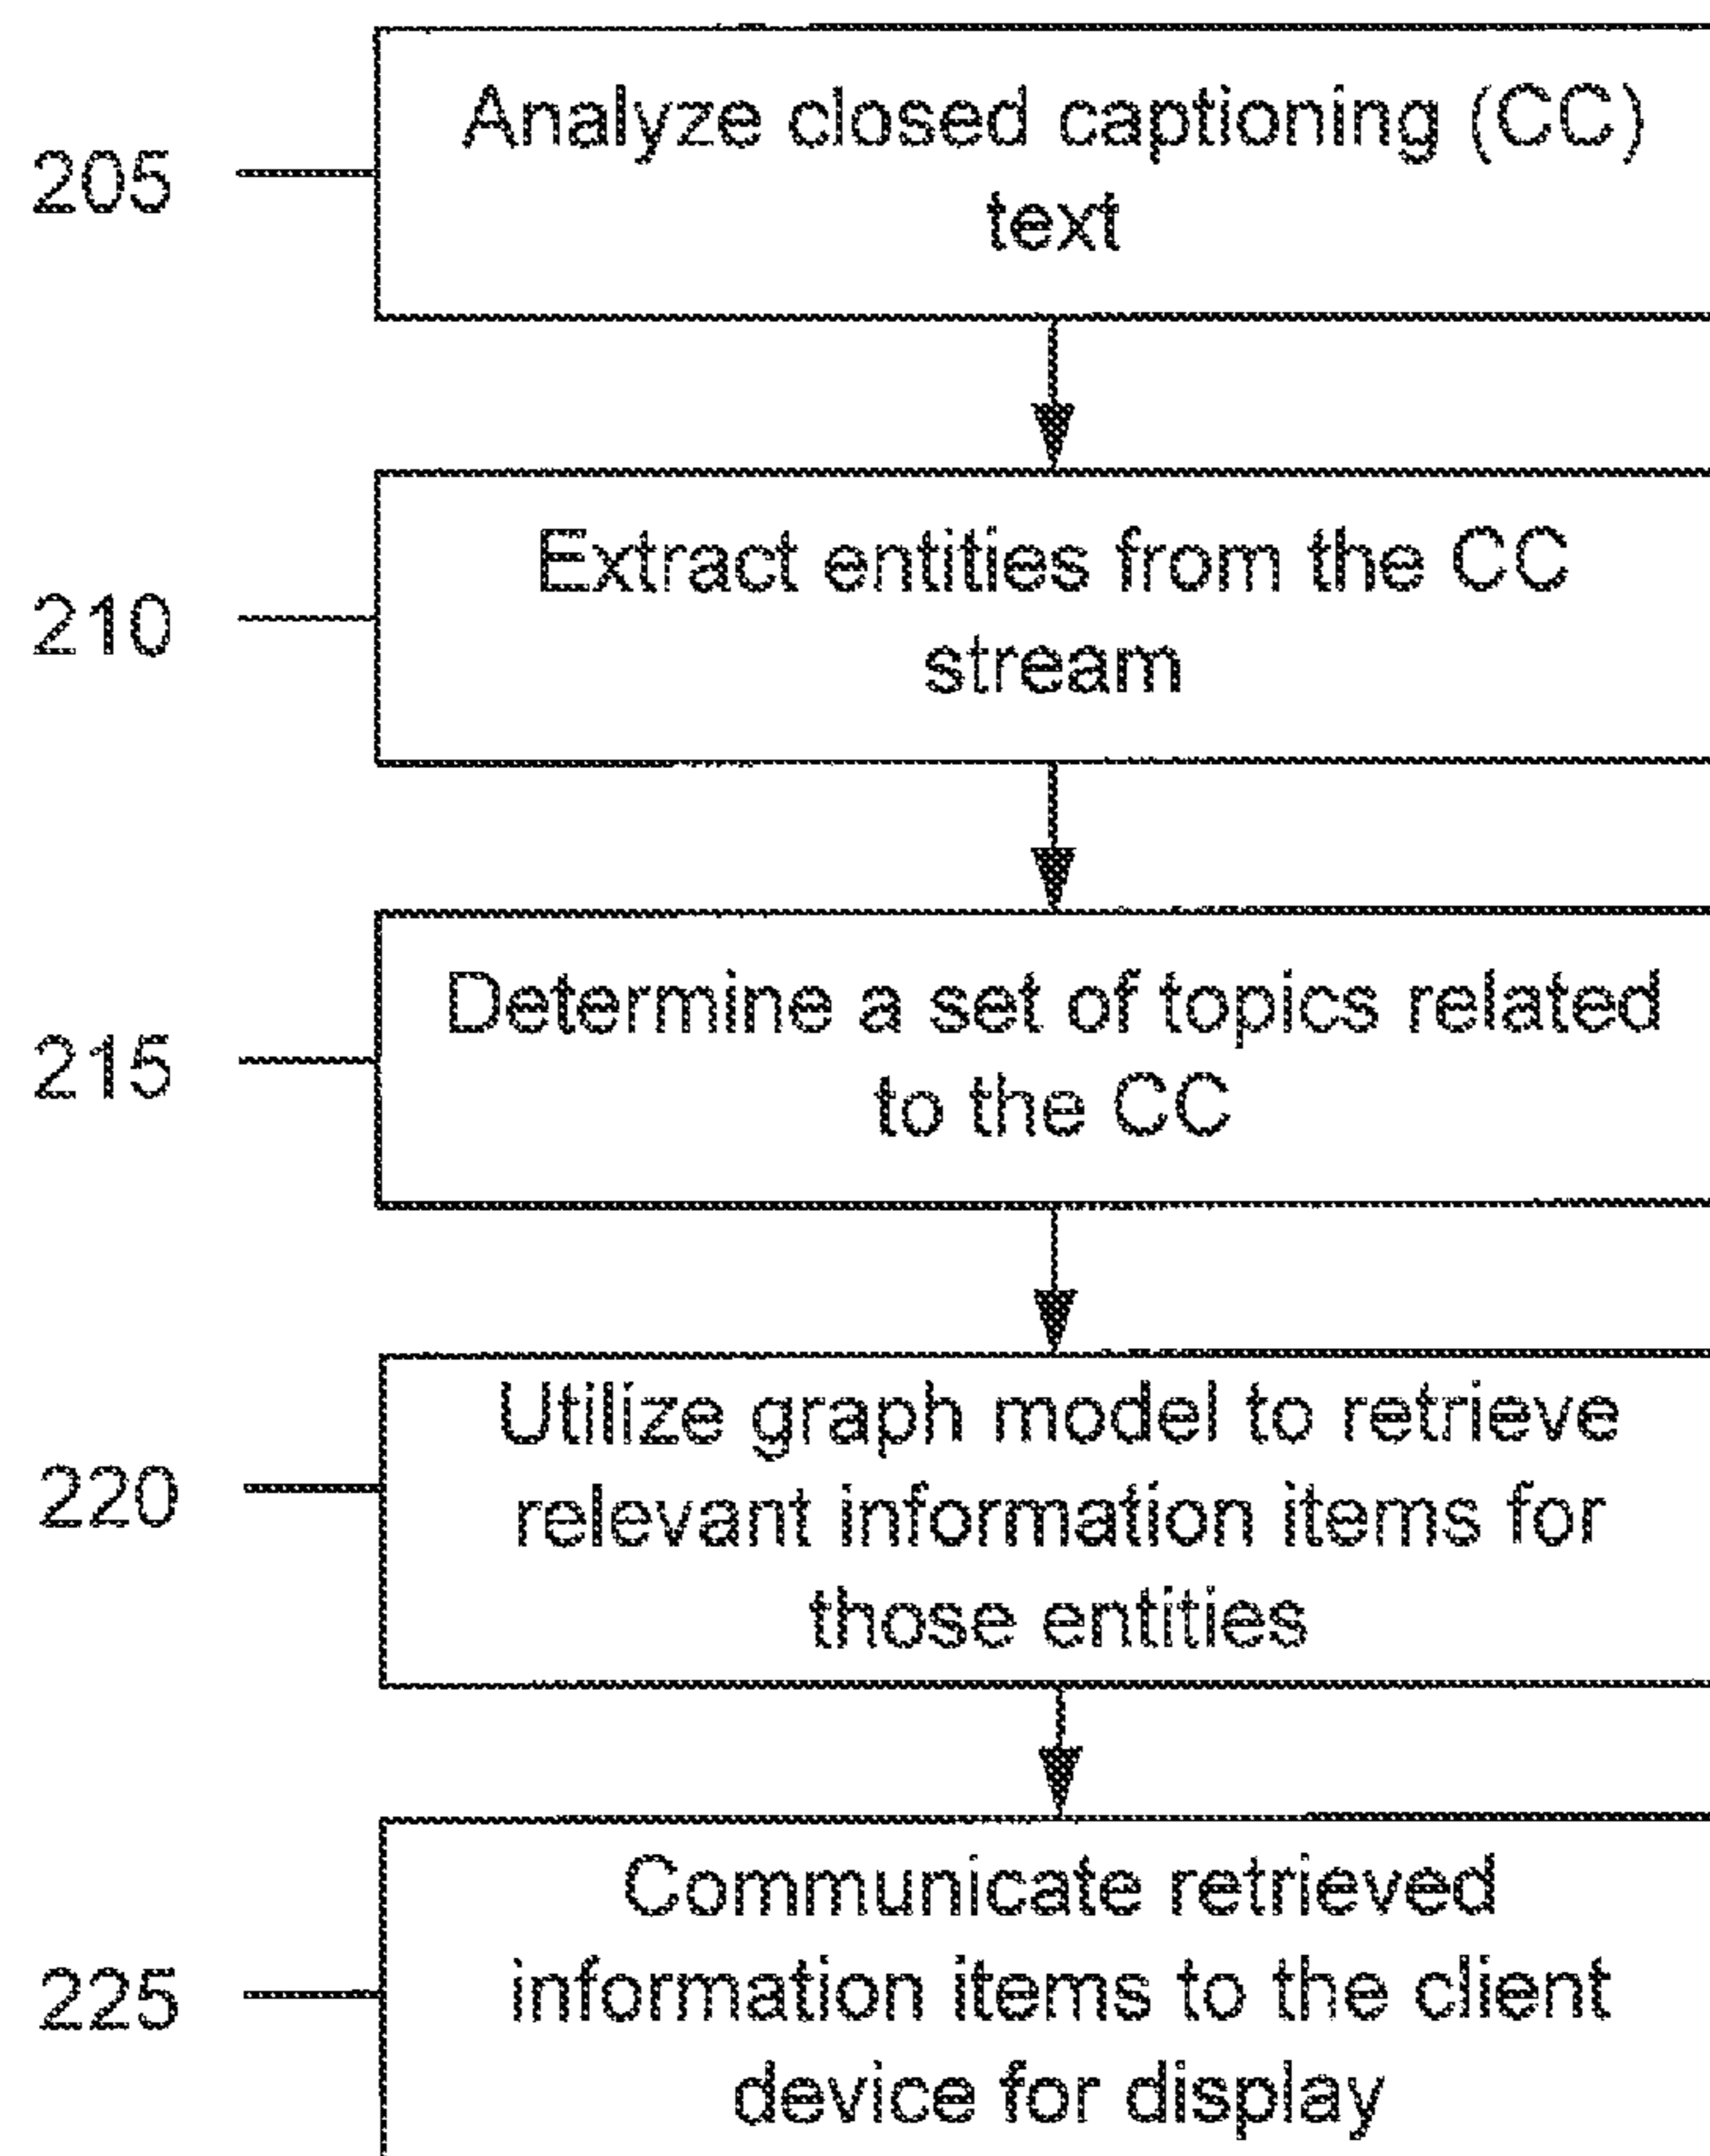 Analyze closed captioning (CC)
text
205
Extract entities from the CC
stream
210
Determine a set of topics related
to the CC
215
Utilize graph model to retrieve
relevant information items for
those entities
220
Communicate retrieved
information items to the client
device for display
225